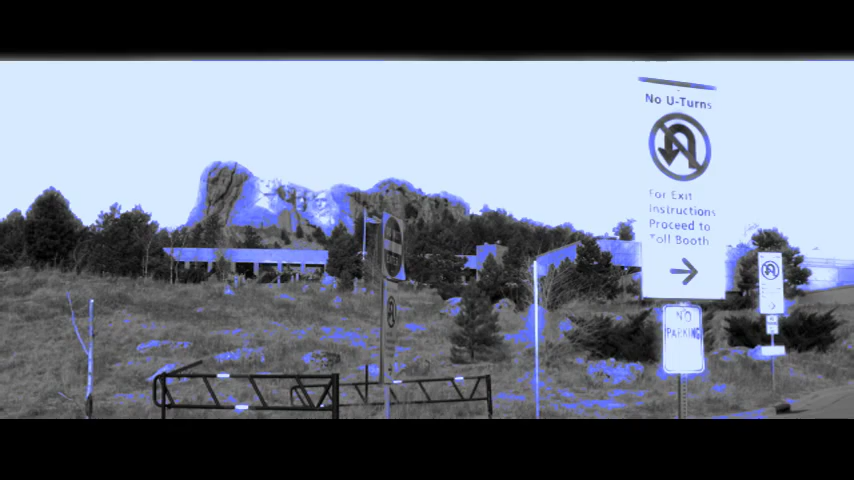 No U-Turns
For Exit
Instructions
Proceed to
Toll Booth
NO
PARKING